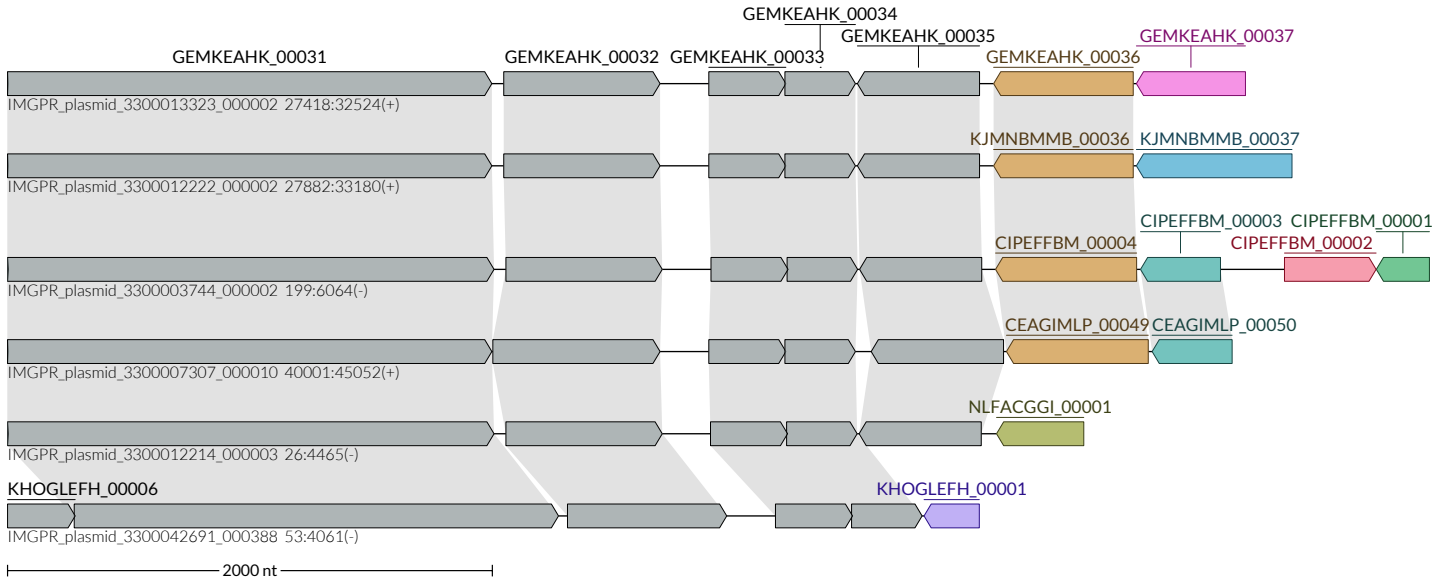 GEMKEAHK_00034
GEMKEAHK_00035 GEMKEAHK_00037
GEMKEAHK_00031 GEMKEAHK_00032 GEMKEAHK_00033 GEMKEAHK_00036
IMGPR_plasmid_3300013323_000002 27418:32524(+)
KJMNBMMB_00036 KJMNBMMB_00037
IMGPR_plasmid_3300012222_000002 27882:33180(+)
CIPEFFBM_00003 CIPEFFBM_00001
CIPEFFBM_00004 CIPEFFBM_00002
IMGPR_plasmid_3300003744_000002 199:6064(-)
CEAGIMLP_00049 CEAGIMLP_00050
IMGPR_plasmid_3300007307_000010 40001:45052(+)
NLFACGGI_00001
IMGPR_plasmid_3300012214_000003 26:4465(-)
KHOGLEFH_00006 KHOGLEFH_00001
IMGPR_plasmid_3300042691_000388 53:4061(-)
2000 nt